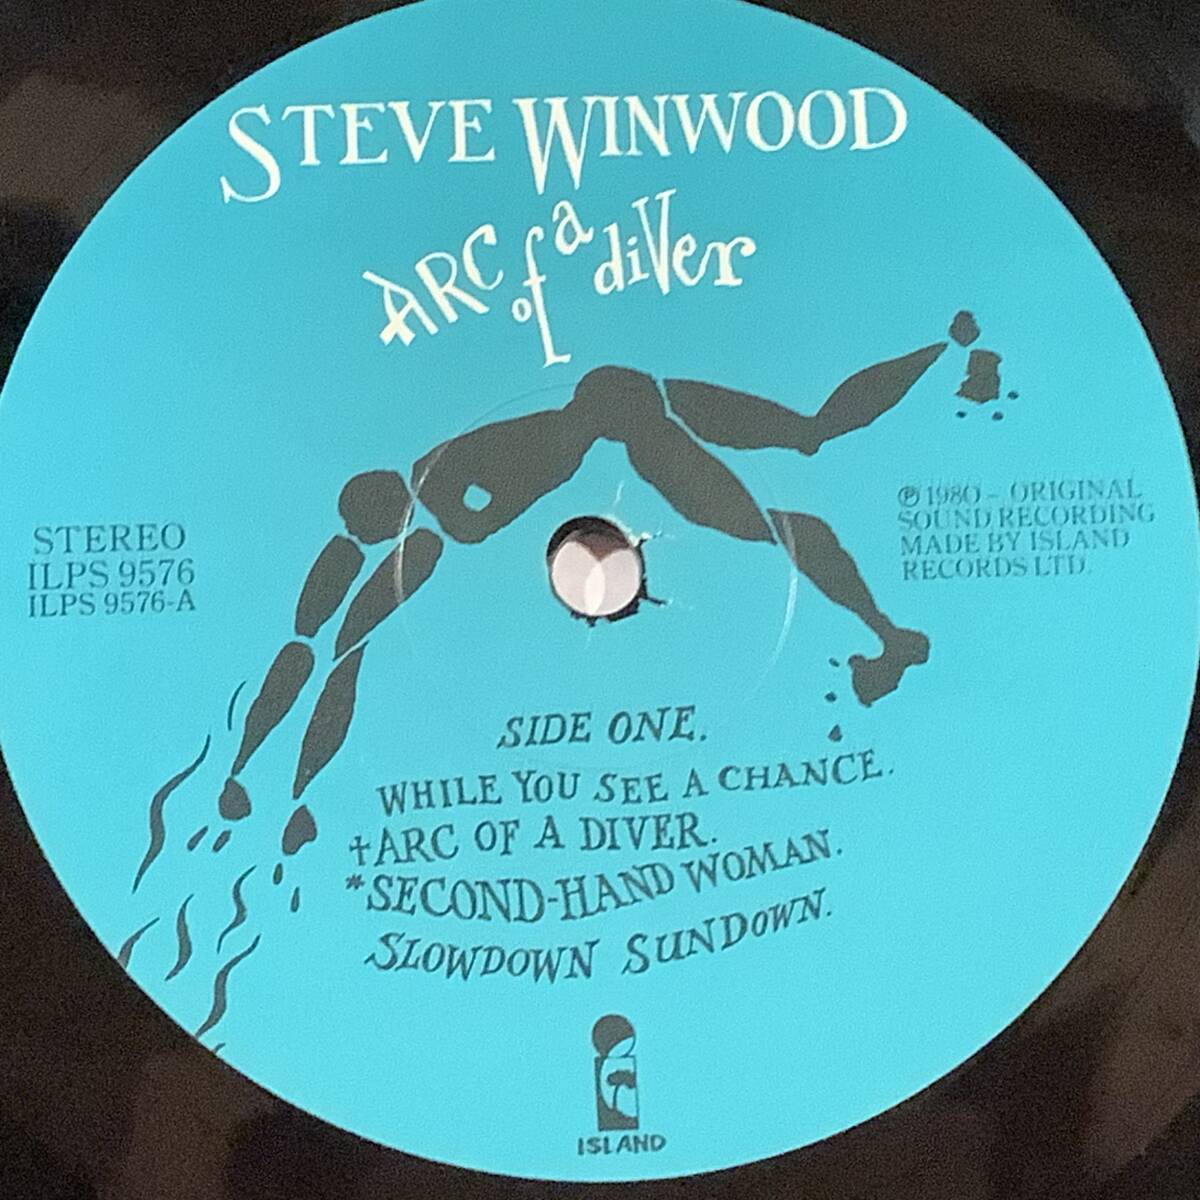 STEVE WINWOOD
ARC of a diVer
STEREO
ILPS 9576
ILPS 9576-A
℗ 1980 - ORIGINAL
SOUND RECORDING
MADE BY ISLAND
RECORDS LTD.
SIDE ONE.
WHILE YOU SEE A CHANCE.
†ARC OF A DIVER.
*SECOND-HAND WOMAN.
SLOWDOWN SUNDOWN.
ISLAND